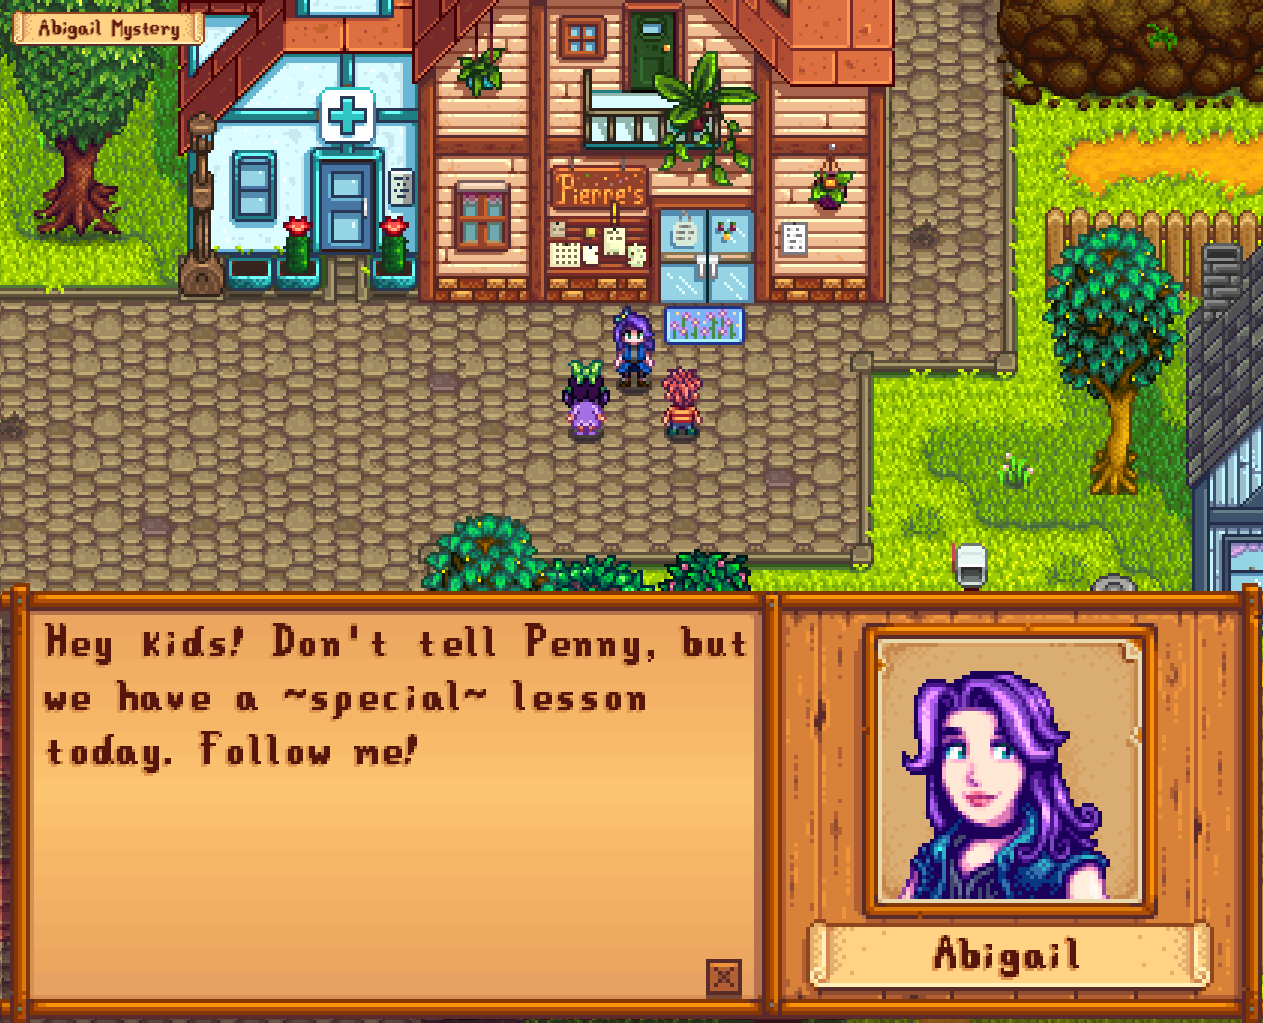 Abigail Mystery
Pierre's
Hey kids! Don't tell Penny, but
we have a ~special~ lesson
today. Follow me!
Abigail